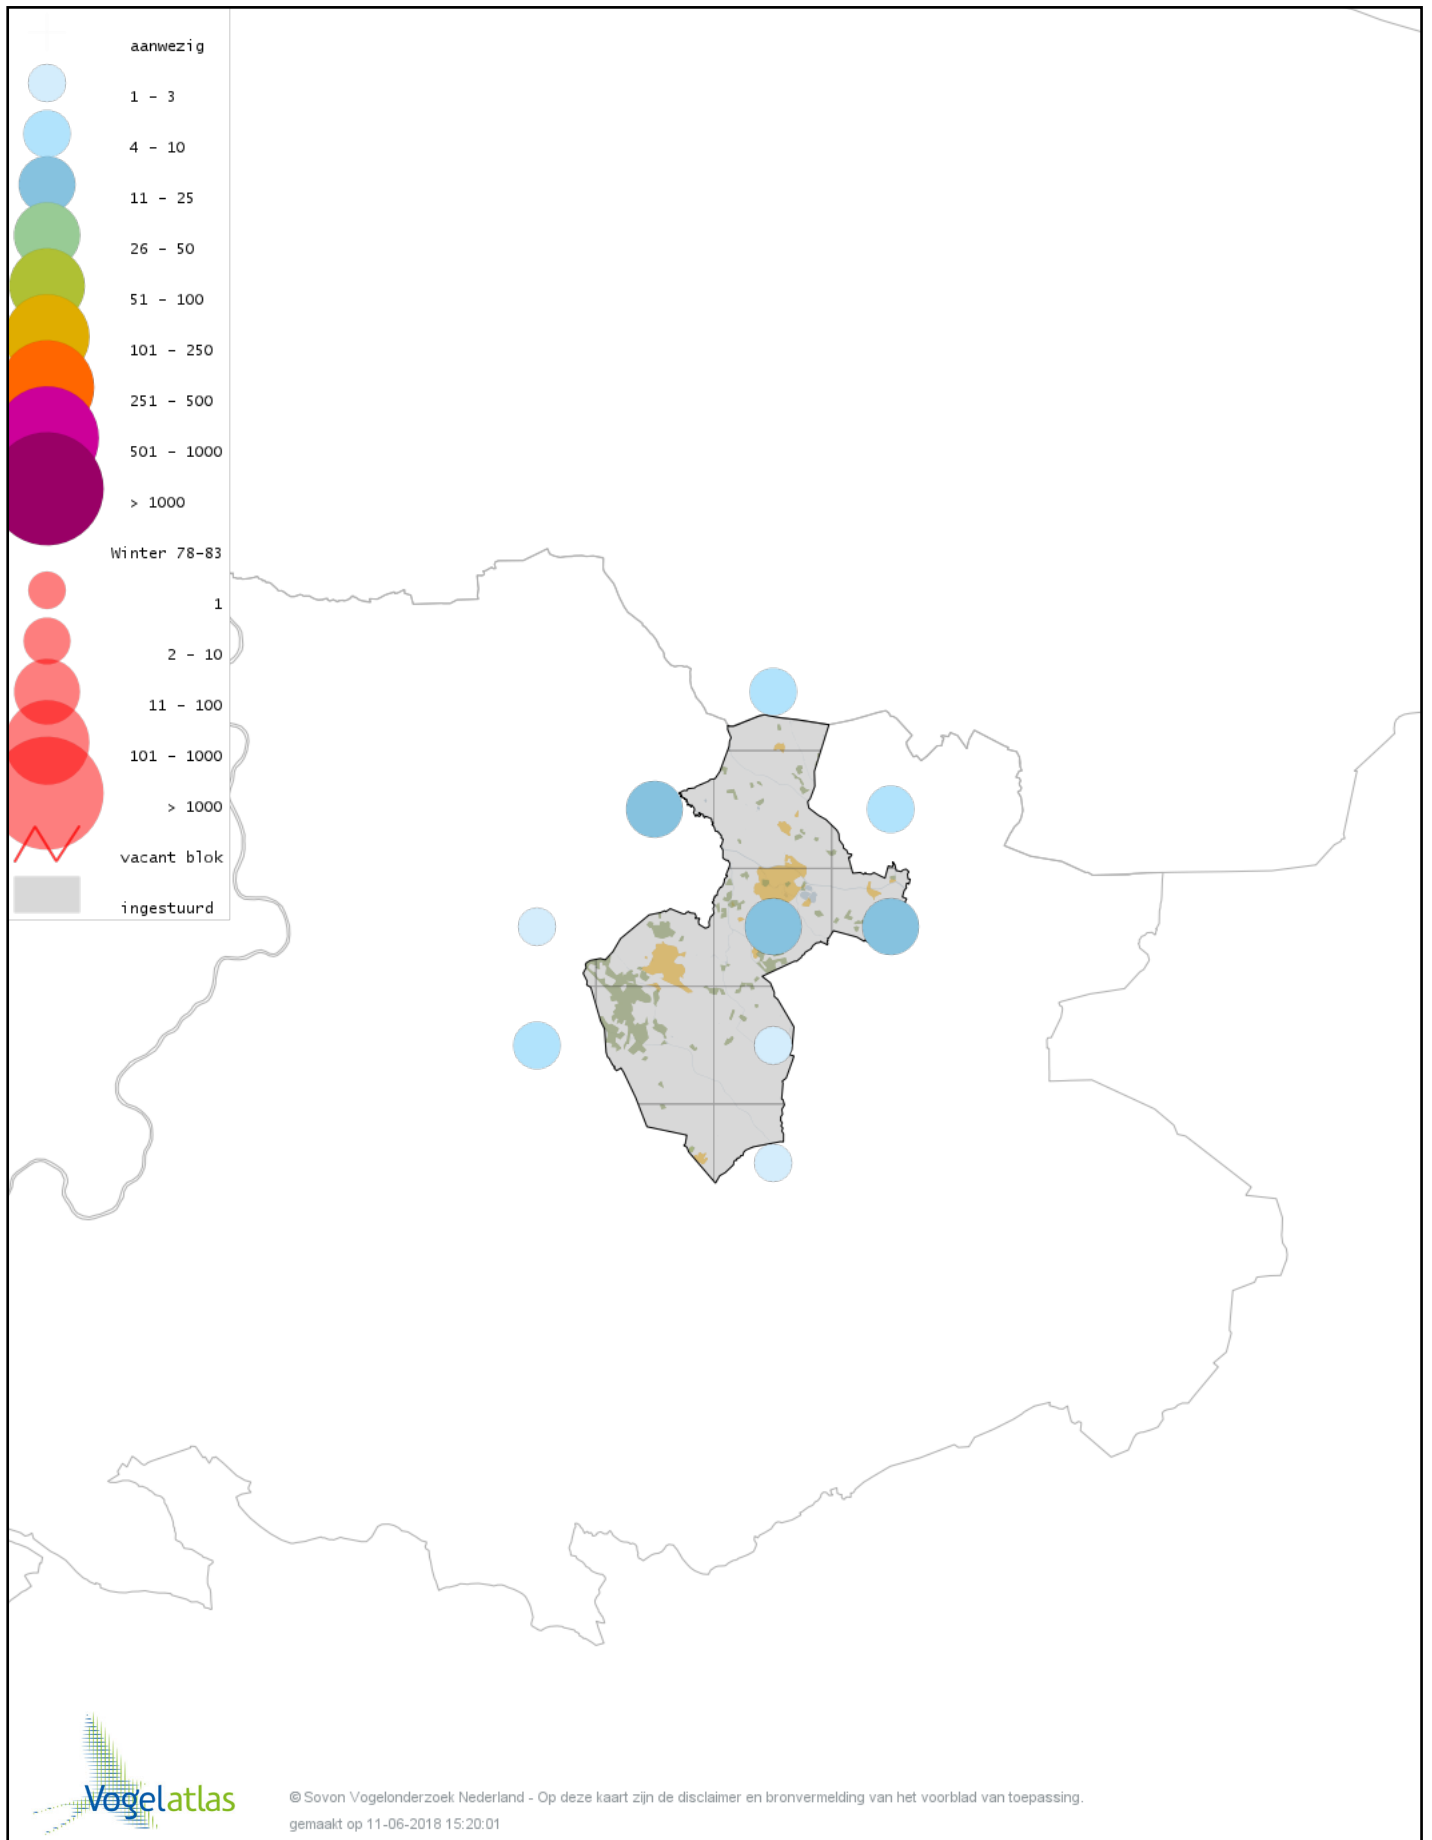 aanwezig
1 - 3
4 - 10
11 - 25
26 - 50
51 - 100
101 - 250
251 - 500
501 - 1000
> 1000
Winter 78-83
1
2 - 10
11 - 100
101 - 1000
> 1000
vacant blok
ingestuurd
Vogelatlas
© Sovon Vogelonderzoek Nederland - Op deze kaart zijn de disclaimer en bronvermelding van het voorblad van toepassing.
gemaakt op 11-06-2018 15:20:01